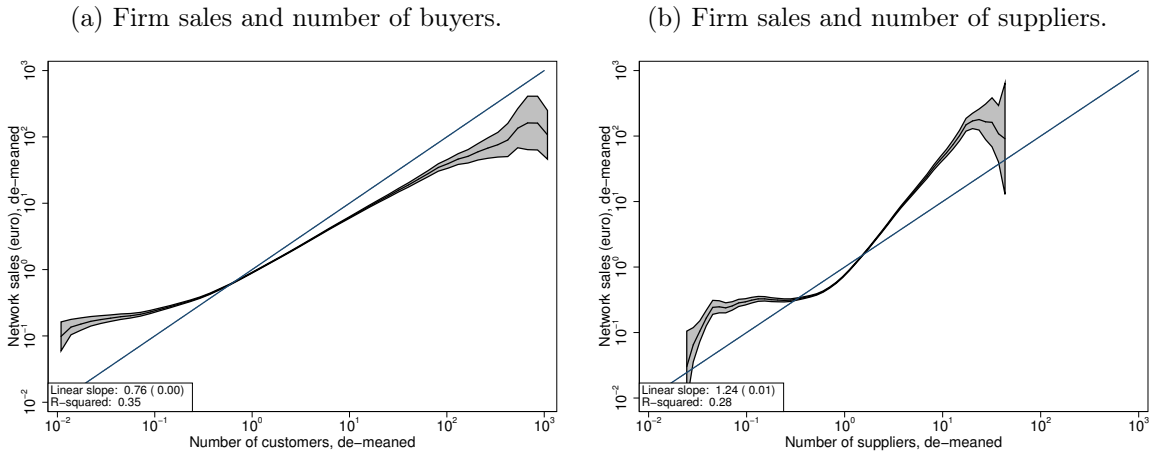 (a) Firm sales and number of buyers.
(b) Firm sales and number of suppliers.
Network sales (euro), de−meaned
10³
10²
10¹
10⁰
10⁻¹
10⁻²
Linear slope: 0.76 ( 0.00)
R−squared: 0.35
10⁻² 10⁻¹ 10⁰ 10¹ 10² 10³
Number of customers, de−meaned
Network sales (euro), de−meaned
10³
10²
10¹
10⁰
10⁻¹
10⁻²
Linear slope: 1.24 ( 0.01)
R−squared: 0.28
10⁻² 10⁻¹ 10⁰ 10¹ 10² 10³
Number of suppliers, de−meaned